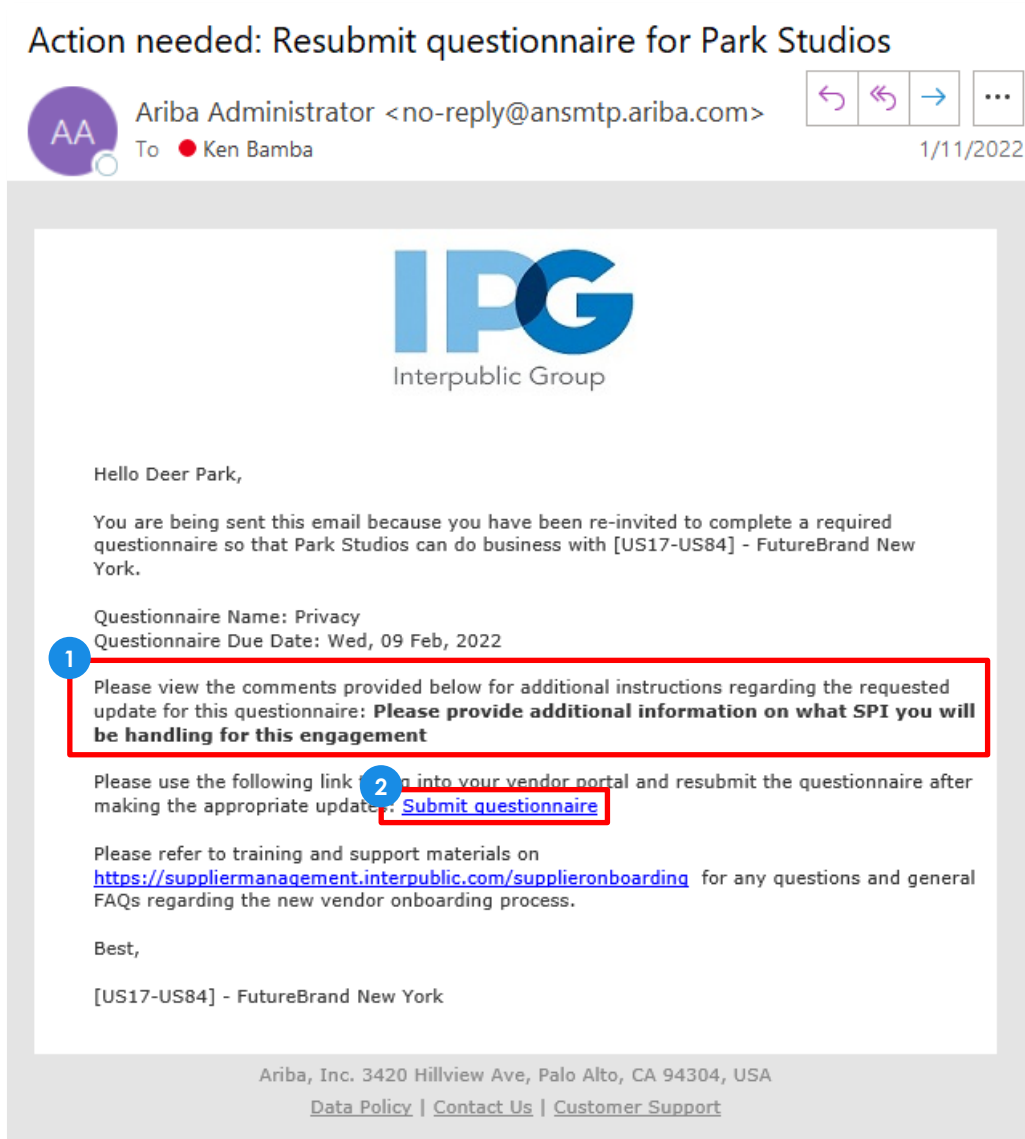 Action needed: Resubmit questionnaire for Park Studios
AA
Ariba Administrator <no-reply@ansmtp.ariba.com>
To Ken Bamba
1/11/2022
IPG
Interpublic Group
Hello Deer Park,
You are being sent this email because you have been re-invited to complete a required
questionnaire so that Park Studios can do business with [US17-US84] - FutureBrand New
York.
Questionnaire Name: Privacy
Questionnaire Due Date: Wed, 09 Feb, 2022
1
Please view the comments provided below for additional instructions regarding the requested
update for this questionnaire: Please provide additional information on what SPI you will
be handling for this engagement
Please use the following link into your vendor portal and resubmit the questionnaire after
2
making the appropriate updates: Submit questionnaire
Please refer to training and support materials on
https://suppliermanagement.interpublic.com/supplieronboarding for any questions and general
FAQs regarding the new vendor onboarding process.
Best,
[US17-US84] - FutureBrand New York
Ariba, Inc. 3420 Hillview Ave, Palo Alto, CA 94304, USA
Data Policy | Contact Us | Customer Support